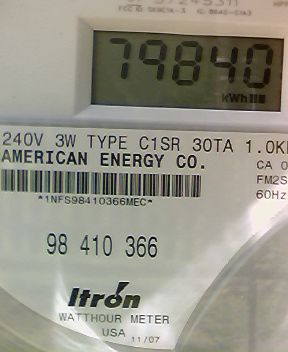 79840
kWh
240V 3W TYPE C1SR 30TA 1.0K
AMERICAN ENERGY CO.
CA 0
*1NFS98410366MEC*
FM2S
60Hz
98 410 366
Itron
WATTHOUR METER
USA 11/07